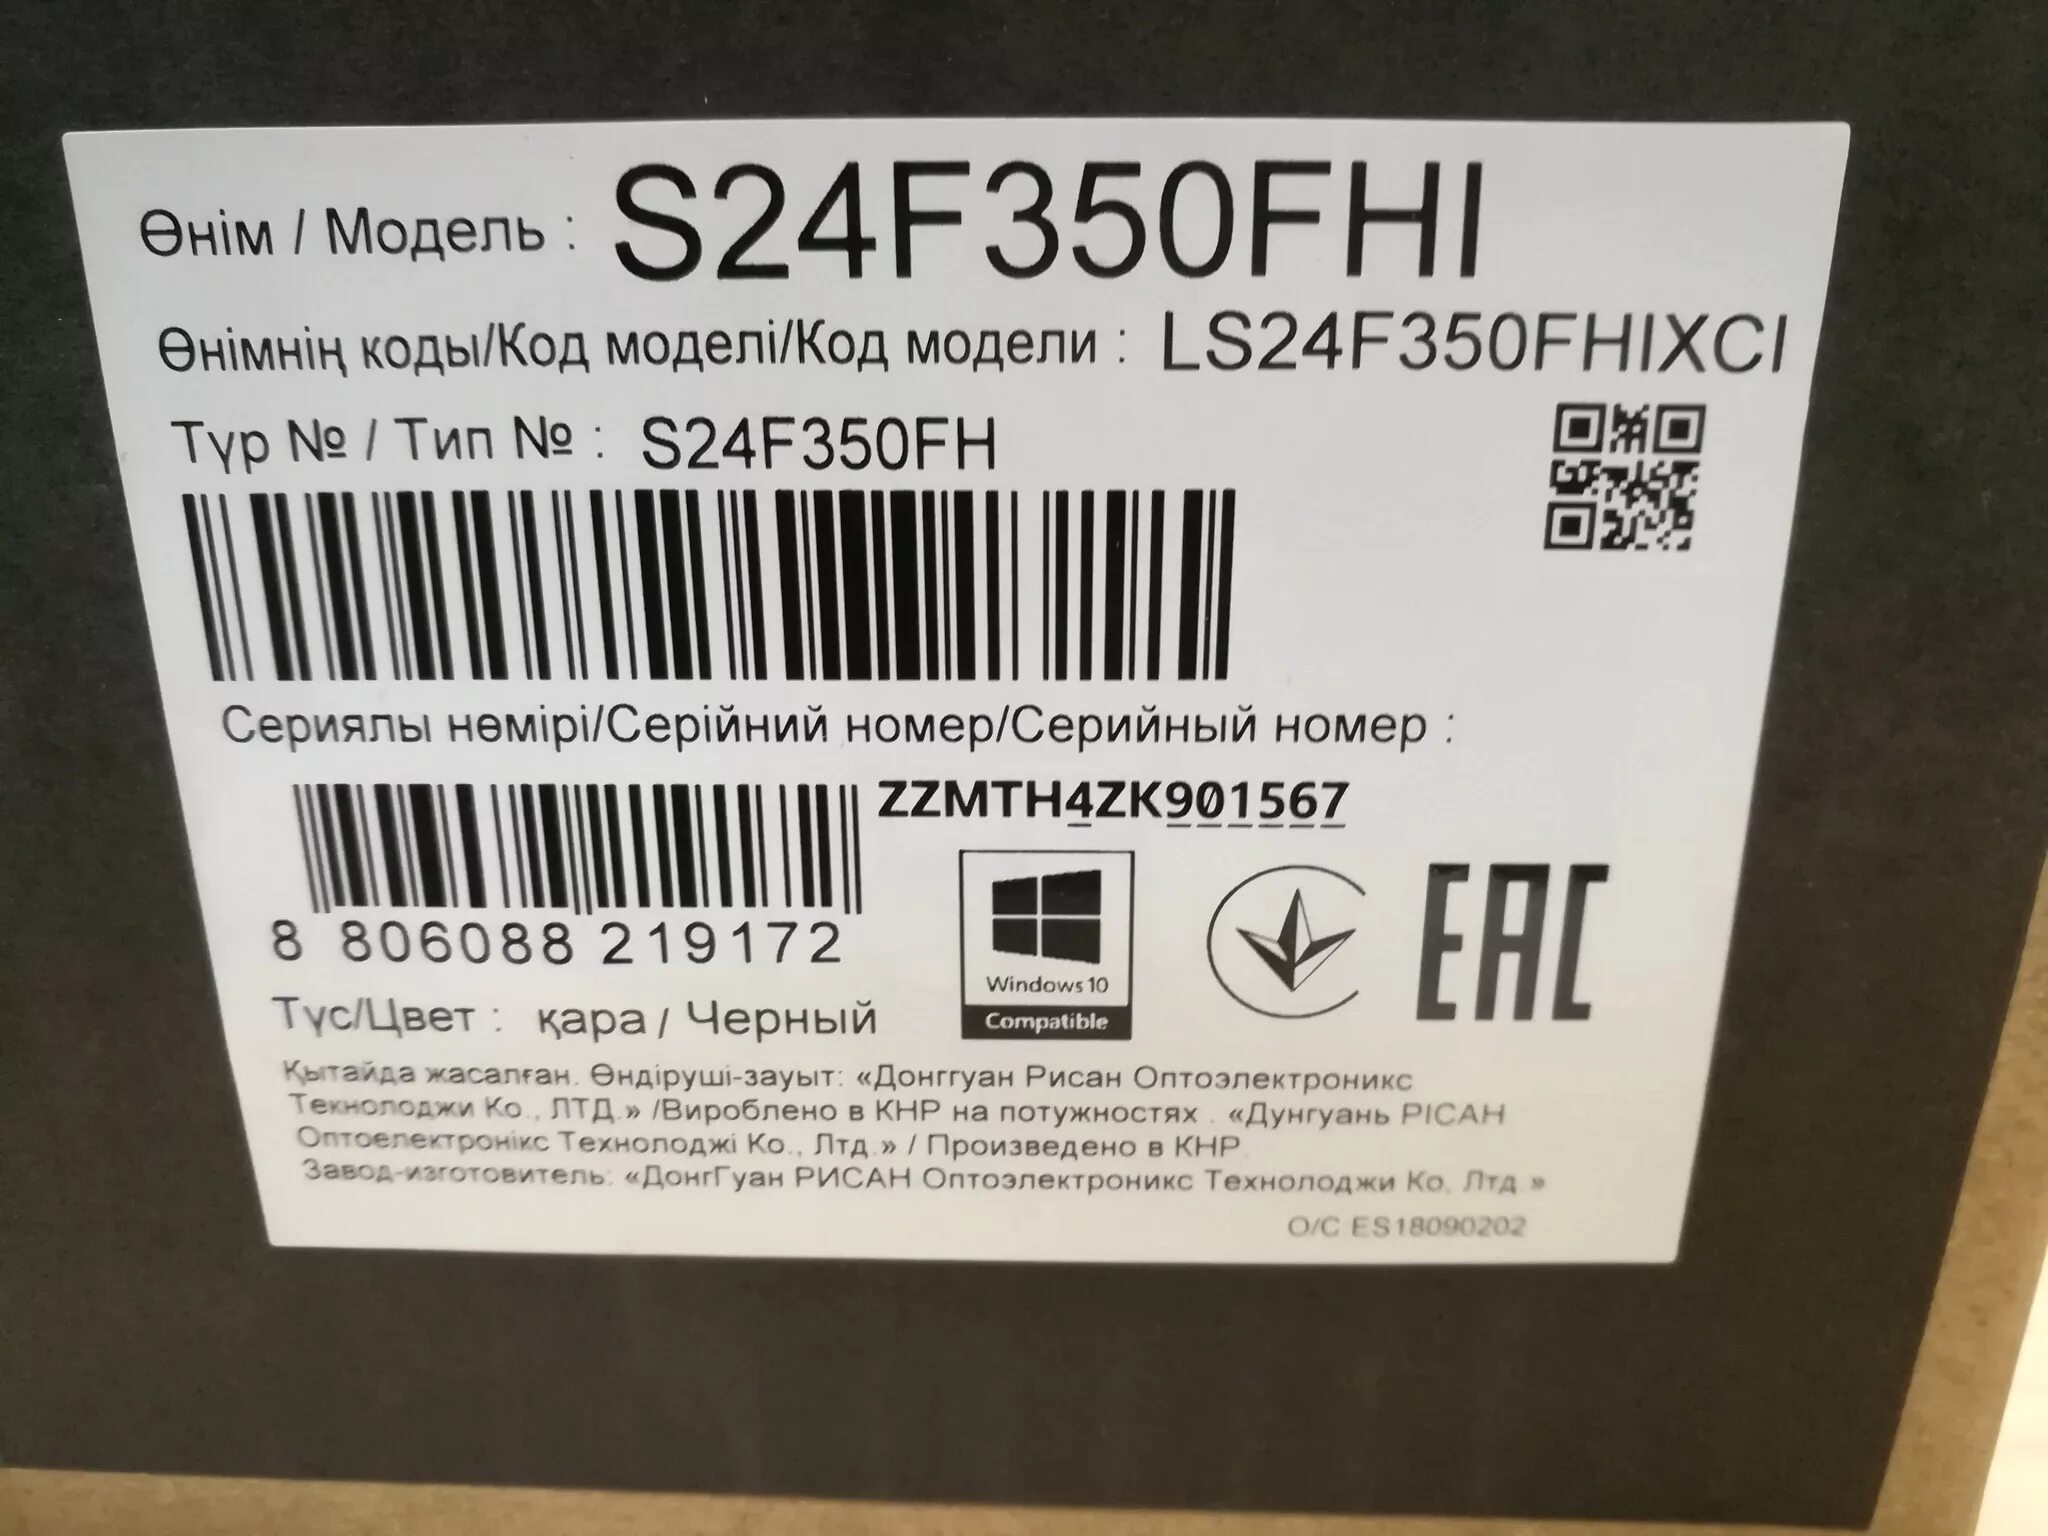 Өнім / Модель : S24F350FHI
Өнімнің коды/Код моделі/Код модели : LS24F350FHIXCI
Түр № / Тип № : S24F350FH
Сериялы нөмірі/Серійний номер/Серийный номер :
ZZMTH4ZK901567
8 806088 219172
Windows 10
Compatible
EAC
Түс/Цвет : қара / Черный
Қытайда жасалған. Өндіруші-зауыт: «Донггуан Рисан Оптоэлектроникс
Текнолоджи Ко., ЛТД.» /Вироблено в КНР на потужностях . «Дунгуань РІСАН
Оптоелектронікс Технолоджі Ко., Лтд.» / Произведено в КНР.
Завод-изготовитель: «ДонгГуан РИСАН Оптоэлектроникс Технолоджи Ко. Лтд.»
O/C ES18090202